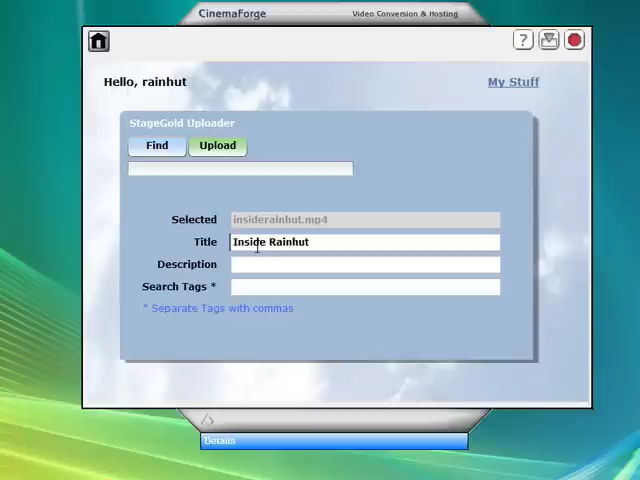 CinemaForge Video Conversion & Hosting
?
Hello, rainhut My Stuff
StageGold Uploader
Find Upload
Selected insiderainhut.mp4
Title Inside Rainhut
Description
Search Tags *
* Separate Tags with commas
Details